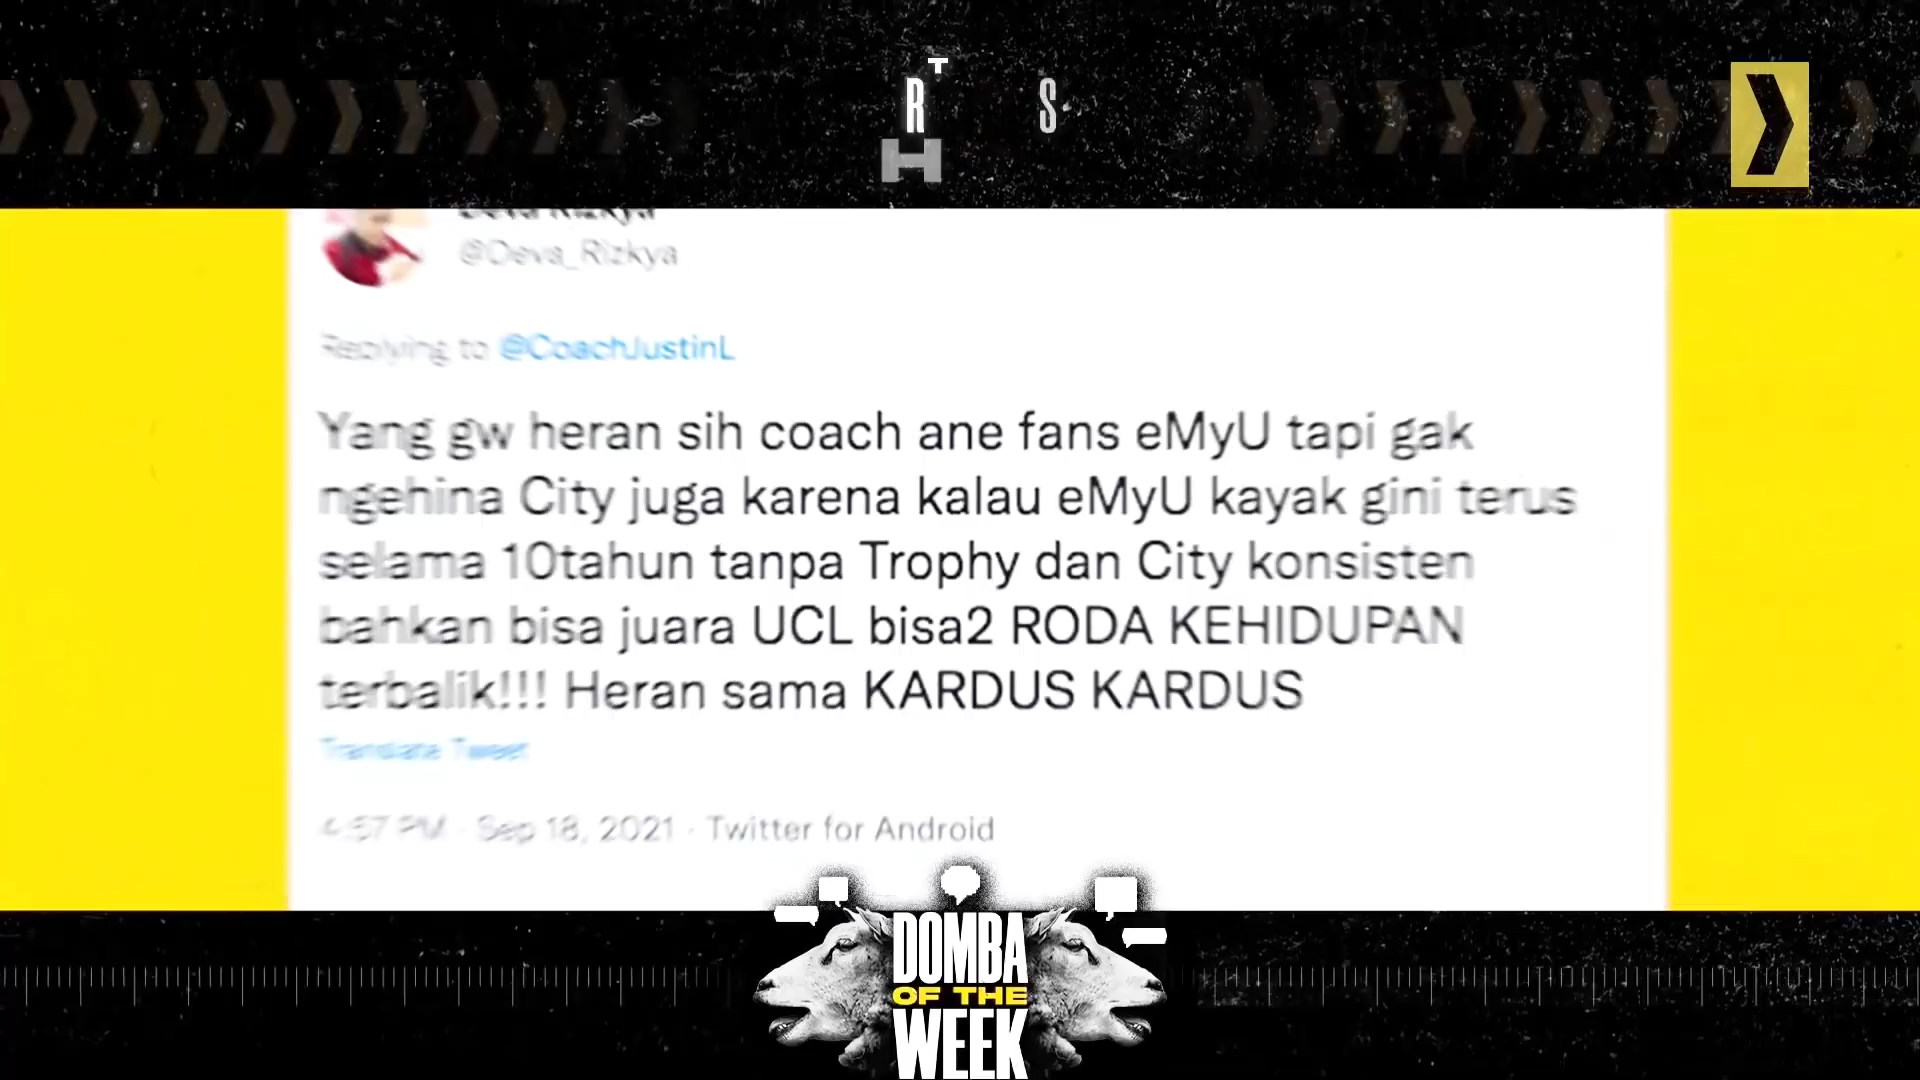 T
R S
H
Deva Rizkya
@Deva_Rizkya
Replying to @CoachJustinL
Yang gw heran sih coach ane fans eMyU tapi gak
ngehina City juga karena kalau eMyU kayak gini terus
selama 10tahun tanpa Trophy dan City konsisten
bahkan bisa juara UCL bisa2 RODA KEHIDUPAN
terbalik!!! Heran sama KARDUS KARDUS
Translate Tweet
4:57 PM · Sep 18, 2021 · Twitter for Android
DOMBA
OF THE
WEEK